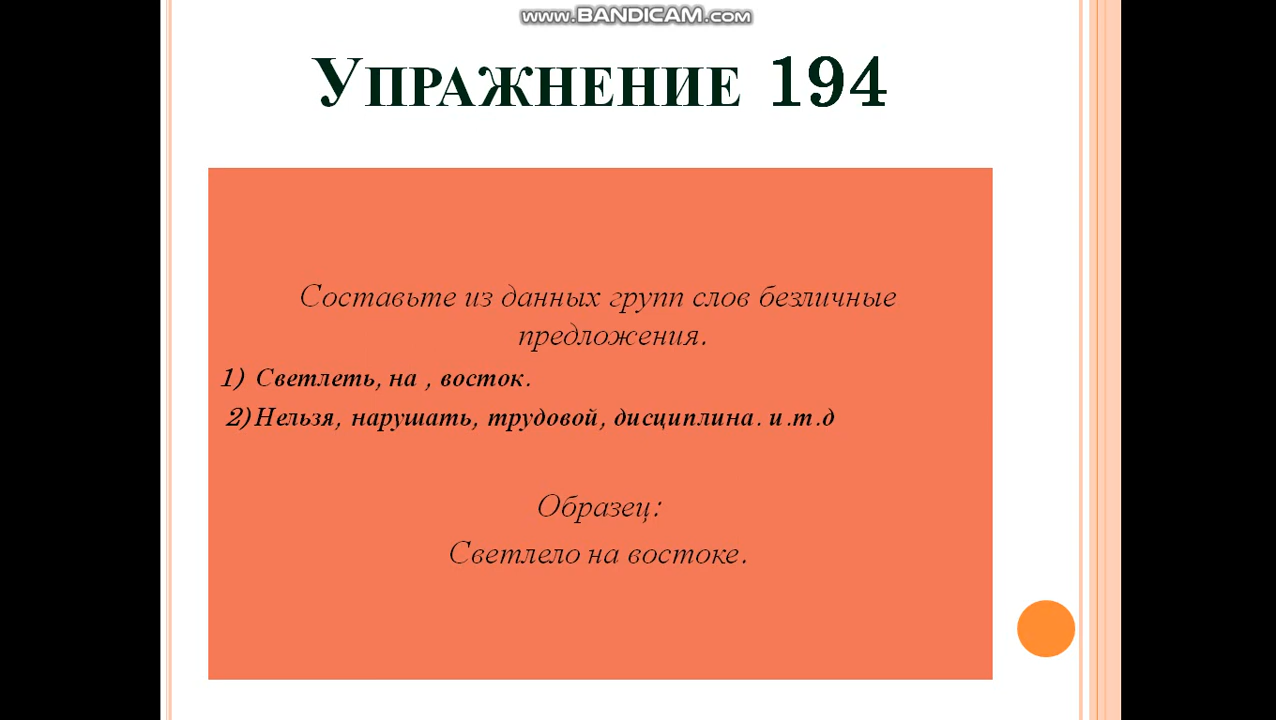 www.BANDICAM.com
Упражнение 194
Составьте из данных групп слов безличные
предложения.
1) Светлеть, на , восток.
2)Нельзя, нарушать, трудовой, дисциплина. и.т.д
Образец:
Светлело на востоке.